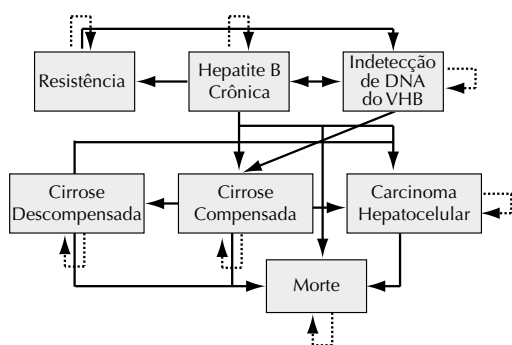 Resistência
Hepatite B
Crônica
Indetecção
de DNA
do VHB
Cirrose
Descompensada
Cirrose
Compensada
Carcinoma
Hepatocelular
Morte